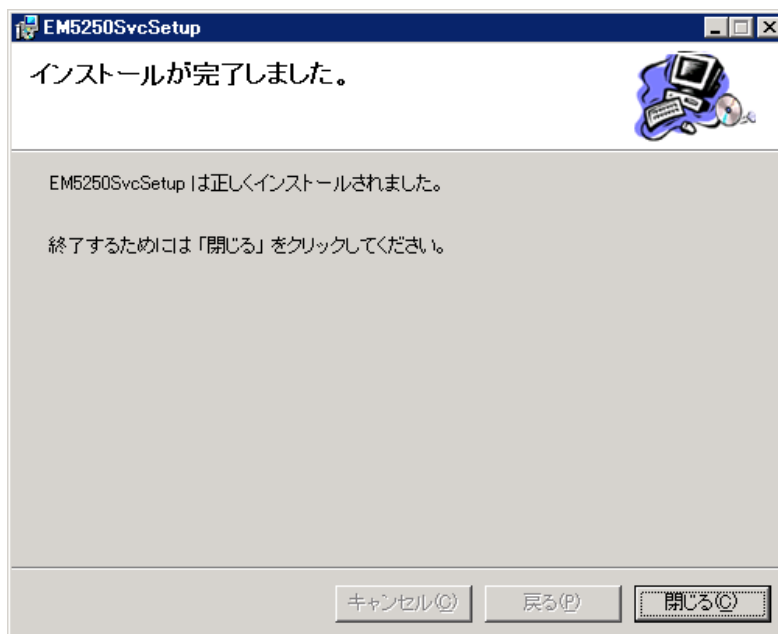 EM5250SvcSetup
インストールが完了しました。
EM5250SvcSetup は正しくインストールされました。
終了するためには「閉じる」をクリックしてください。
キャンセル(C)
戻る(P)
閉じる(C)